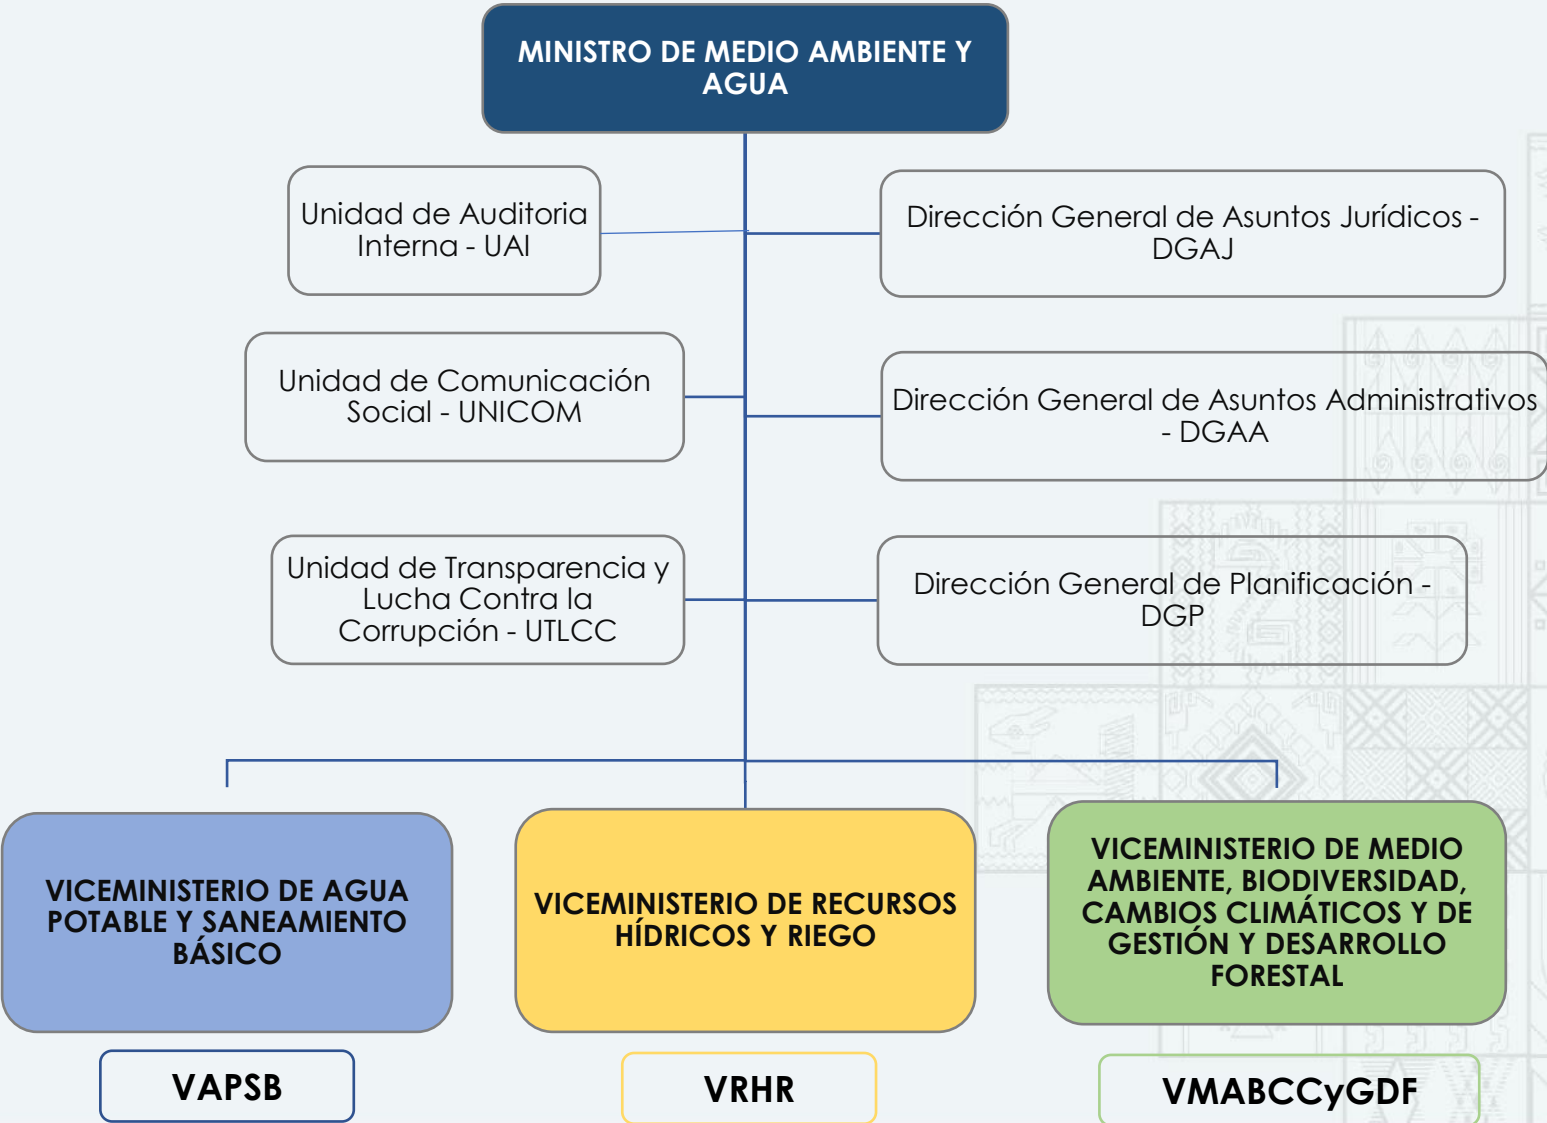 MINISTRO DE MEDIO AMBIENTE Y
AGUA
Unidad de Auditoria
Interna - UAI
Dirección General de Asuntos Jurídicos -
DGAJ
Unidad de Comunicación
Social - UNICOM
Dirección General de Asuntos Administrativos
- DGAA
Unidad de Transparencia y
Lucha Contra la
Corrupción - UTLCC
Dirección General de Planificación -
DGP
VICEMINISTERIO DE AGUA
POTABLE Y SANEAMIENTO
BÁSICO
VICEMINISTERIO DE RECURSOS
HÍDRICOS Y RIEGO
VICEMINISTERIO DE MEDIO
AMBIENTE, BIODIVERSIDAD,
CAMBIOS CLIMÁTICOS Y DE
GESTIÓN Y DESARROLLO
FORESTAL
VAPSB
VRHR
VMABCCyGDF